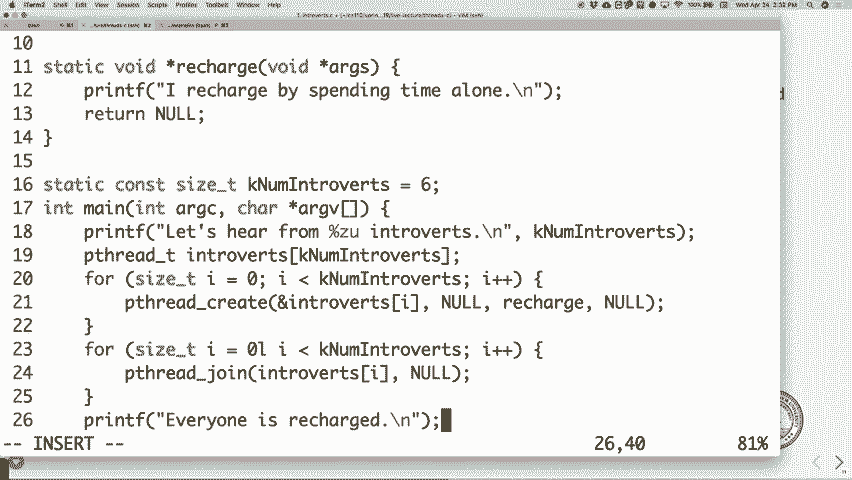 iTerm2 Shell Edit View Session Scripts Profiles Toolbelt Window Help 100% Wed Apr 24 2:32 PM
10
11 static void *recharge(void *args) {
12     printf("I recharge by spending time alone.\n");
13     return NULL;
14 }
15
16 static const size_t kNumIntroverts = 6;
17 int main(int argc, char *argv[]) {
18     printf("Let's hear from %zu introverts.\n", kNumIntroverts);
19     pthread_t introverts[kNumIntroverts];
20     for (size_t i = 0; i < kNumIntroverts; i++) {
21         pthread_create(&introverts[i], NULL, recharge, NULL);
22     }
23     for (size_t i = 0l i < kNumIntroverts; i++) {
24         pthread_join(introverts[i], NULL);
25     }
26     printf("Everyone is recharged.\n");
-- INSERT -- 26,40 81%